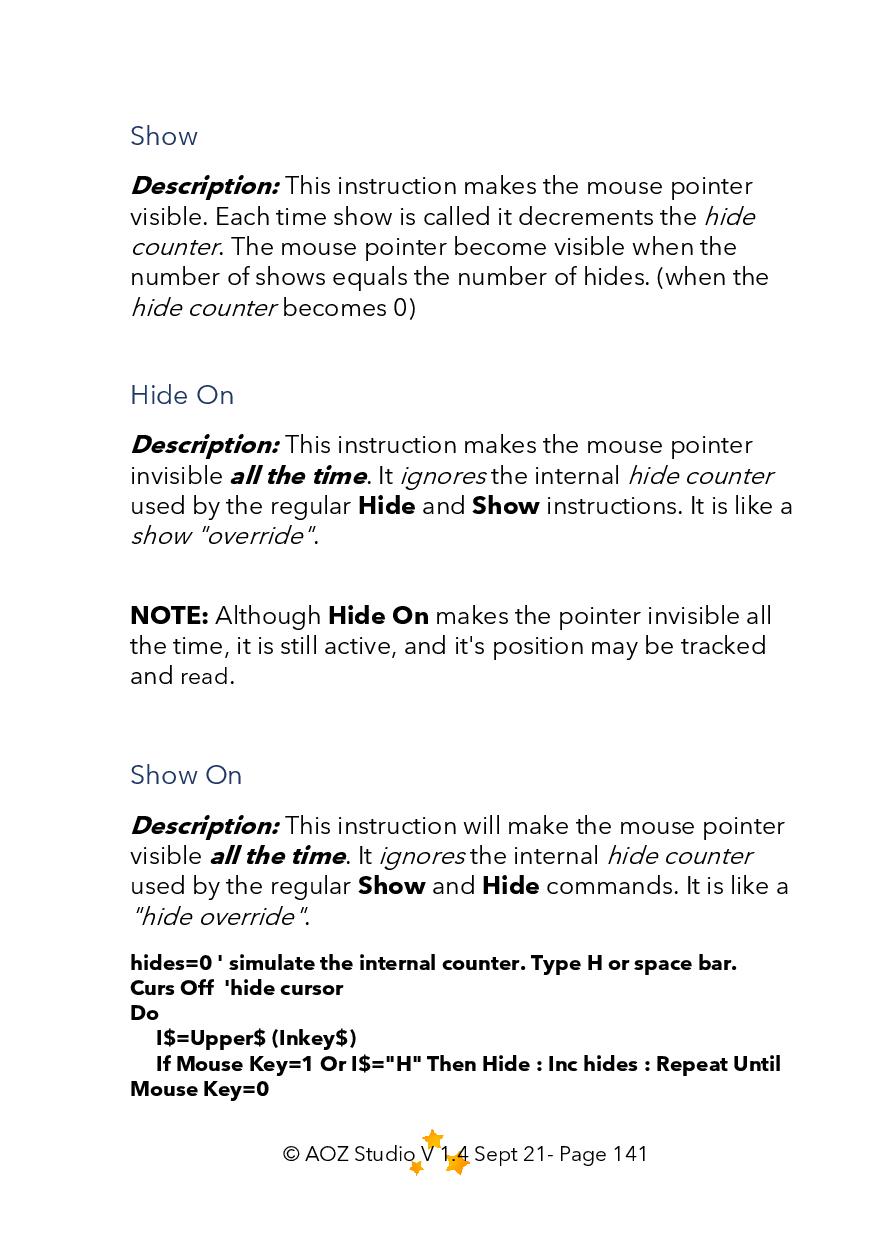 Show
Description: This instruction makes the mouse pointer
visible. Each time show is called it decrements the hide
counter. The mouse pointer become visible when the
number of shows equals the number of hides. (when the
hide counter becomes 0)
Hide On
Description: This instruction makes the mouse pointer
invisible all the time. It ignores the internal hide counter
used by the regular Hide and Show instructions. It is like a
show "override".
NOTE: Although Hide On makes the pointer invisible all
the time, it is still active, and it's position may be tracked
and read.
Show On
Description: This instruction will make the mouse pointer
visible all the time. It ignores the internal hide counter
used by the regular Show and Hide commands. It is like a
"hide override".
hides=0 ' simulate the internal counter. Type H or space bar.
Curs Off  'hide cursor
Do
I$=Upper$ (Inkey$)
If Mouse Key=1 Or I$="H" Then Hide : Inc hides : Repeat Until
Mouse Key=0
© AOZ Studio V 1.4 Sept 21- Page 141